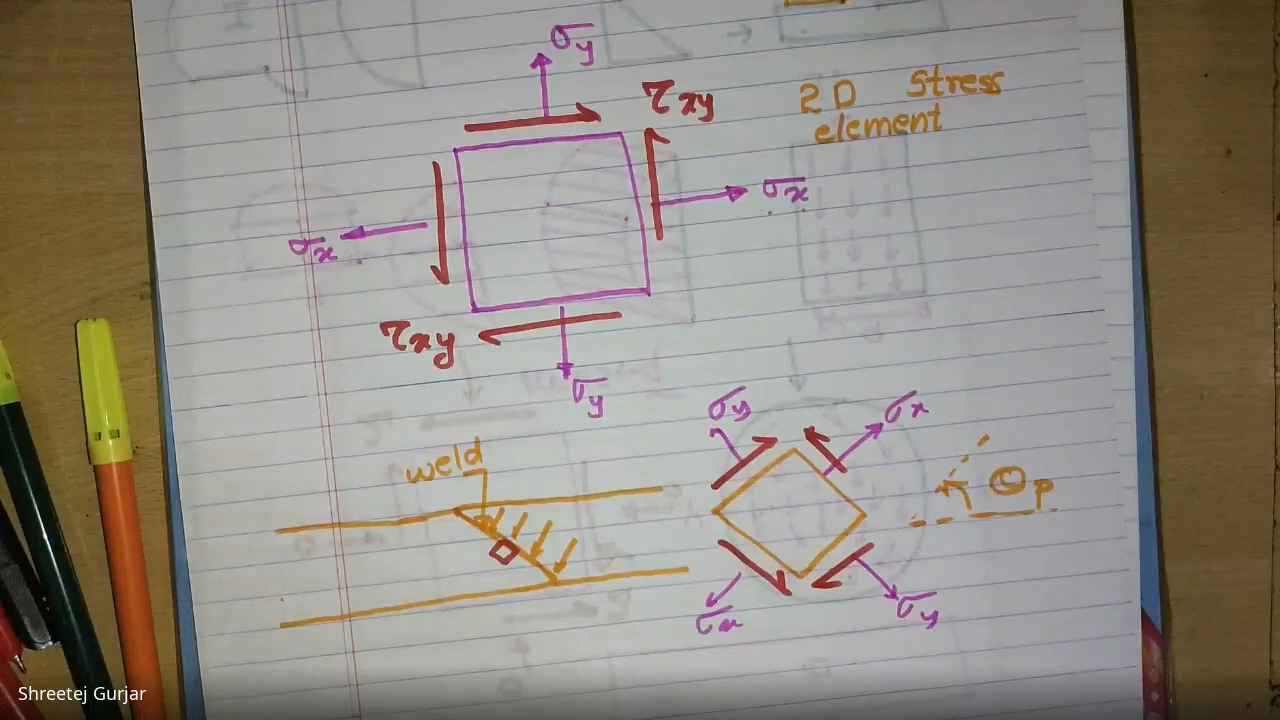 σy
τxy
2D Stress
element
σx
σx
τxy
σy
σy
σx
weld
Θp
σx
σy
Shreetej Gurjar